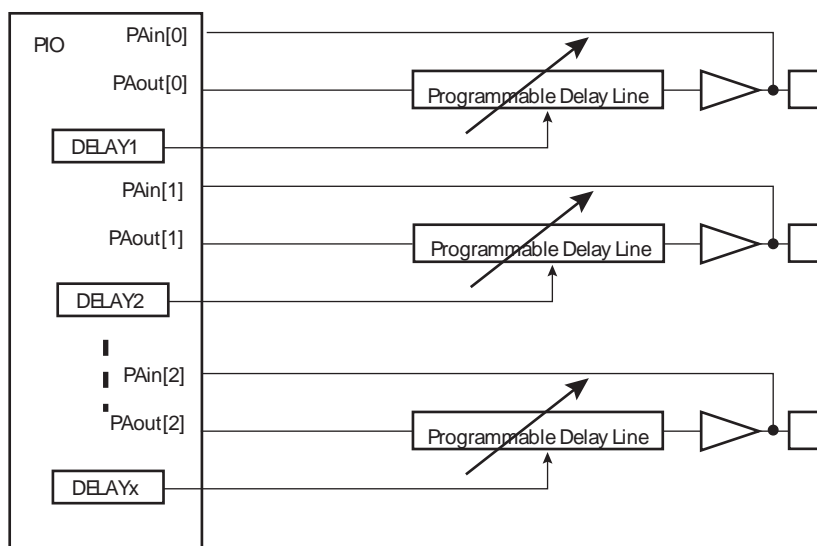 PIO
PAin[0]
PAout[0]
Programmable Delay Line
DELAY1
PAin[1]
PAout[1]
Programmable Delay Line
DELAY2
PAin[2]
PAout[2]
Programmable Delay Line
DELAYx